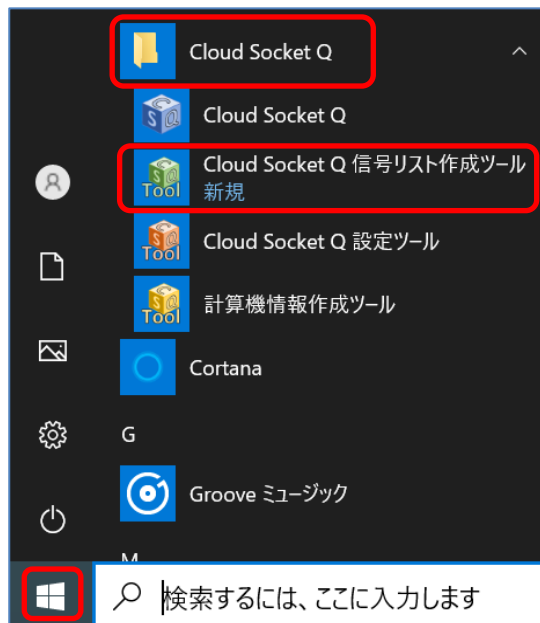 Cloud Socket Q
Cloud Socket Q
Cloud Socket Q 信号リスト作成ツール
新規
Tool
Cloud Socket Q 設定ツール
Tool
計算機情報作成ツール
Tool
Cortana
G
Groove ミュージック
M
検索するには、ここに入力します